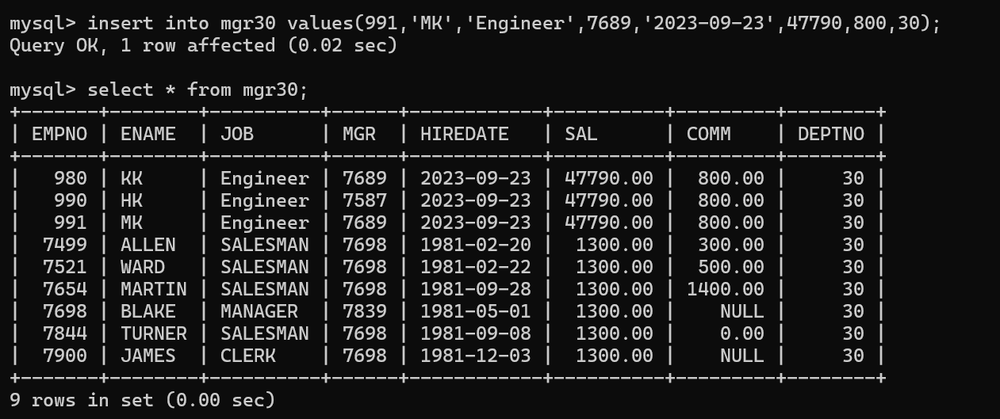 mysql> insert into mgr30 values(991,'MK','Engineer',7689,'2023-09-23',47790,800,30);
Query OK, 1 row affected (0.02 sec)

mysql> select * from mgr30;
+-------+--------+----------+------+------------+----------+---------+--------+
| EMPNO | ENAME  | JOB      | MGR  | HIREDATE   | SAL      | COMM    | DEPTNO |
+-------+--------+----------+------+------------+----------+---------+--------+
|   980 | KK     | Engineer | 7689 | 2023-09-23 | 47790.00 |  800.00 |     30 |
|   990 | HK     | Engineer | 7587 | 2023-09-23 | 47790.00 |  800.00 |     30 |
|   991 | MK     | Engineer | 7689 | 2023-09-23 | 47790.00 |  800.00 |     30 |
|  7499 | ALLEN  | SALESMAN | 7698 | 1981-02-20 |  1300.00 |  300.00 |     30 |
|  7521 | WARD   | SALESMAN | 7698 | 1981-02-22 |  1300.00 |  500.00 |     30 |
|  7654 | MARTIN | SALESMAN | 7698 | 1981-09-28 |  1300.00 | 1400.00 |     30 |
|  7698 | BLAKE  | MANAGER  | 7839 | 1981-05-01 |  1300.00 |    NULL |     30 |
|  7844 | TURNER | SALESMAN | 7698 | 1981-09-08 |  1300.00 |    0.00 |     30 |
|  7900 | JAMES  | CLERK    | 7698 | 1981-12-03 |  1300.00 |    NULL |     30 |
+-------+--------+----------+------+------------+----------+---------+--------+
9 rows in set (0.00 sec)